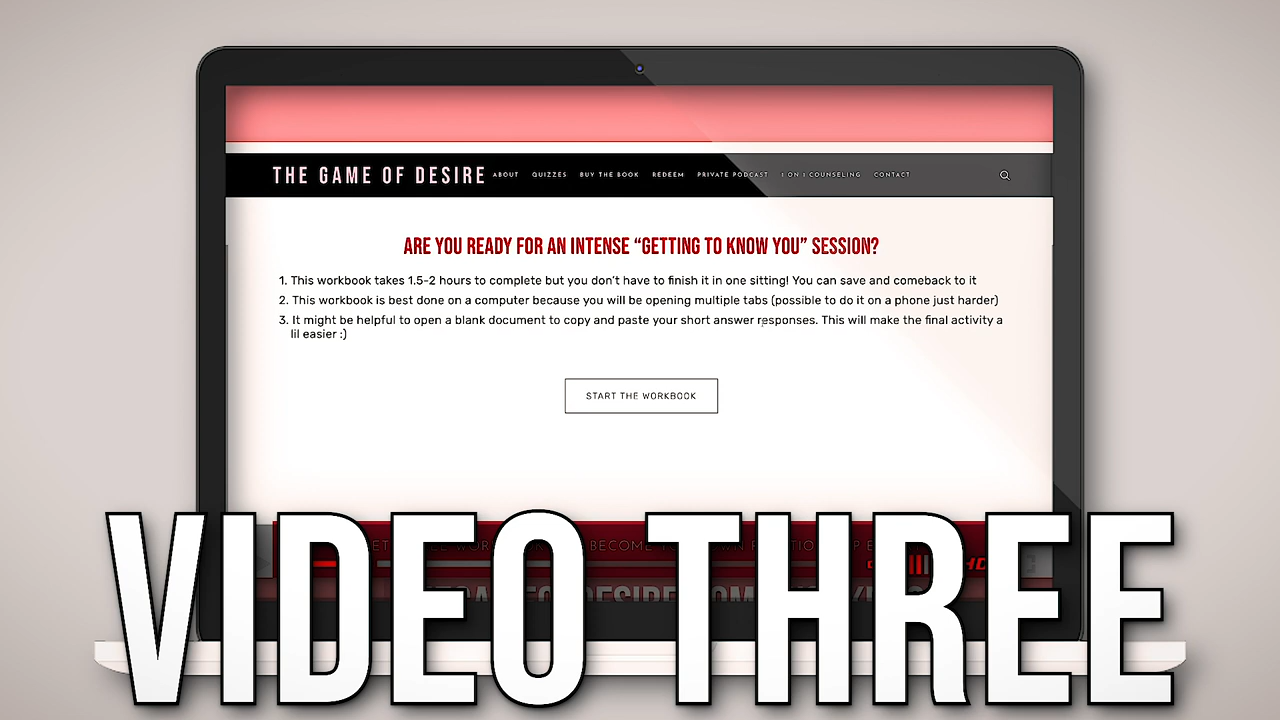 THE GAME OF DESIRE ABOUT QUIZZES BUY THE BOOK REDEEM PRIVATE PODCAST 1 ON 1 COUNSELING CONTACT
ARE YOU READY FOR AN INTENSE “GETTING TO KNOW YOU” SESSION?
1. This workbook takes 1.5-2 hours to complete but you don’t have to finish it in one sitting! You can save and comeback to it
2. This workbook is best done on a computer because you will be opening multiple tabs (possible to do it on a phone just harder)
3. It might be helpful to open a blank document to copy and paste your short answer responses. This will make the final activity a
lil easier :)
START THE WORKBOOK
VIDEO THREE